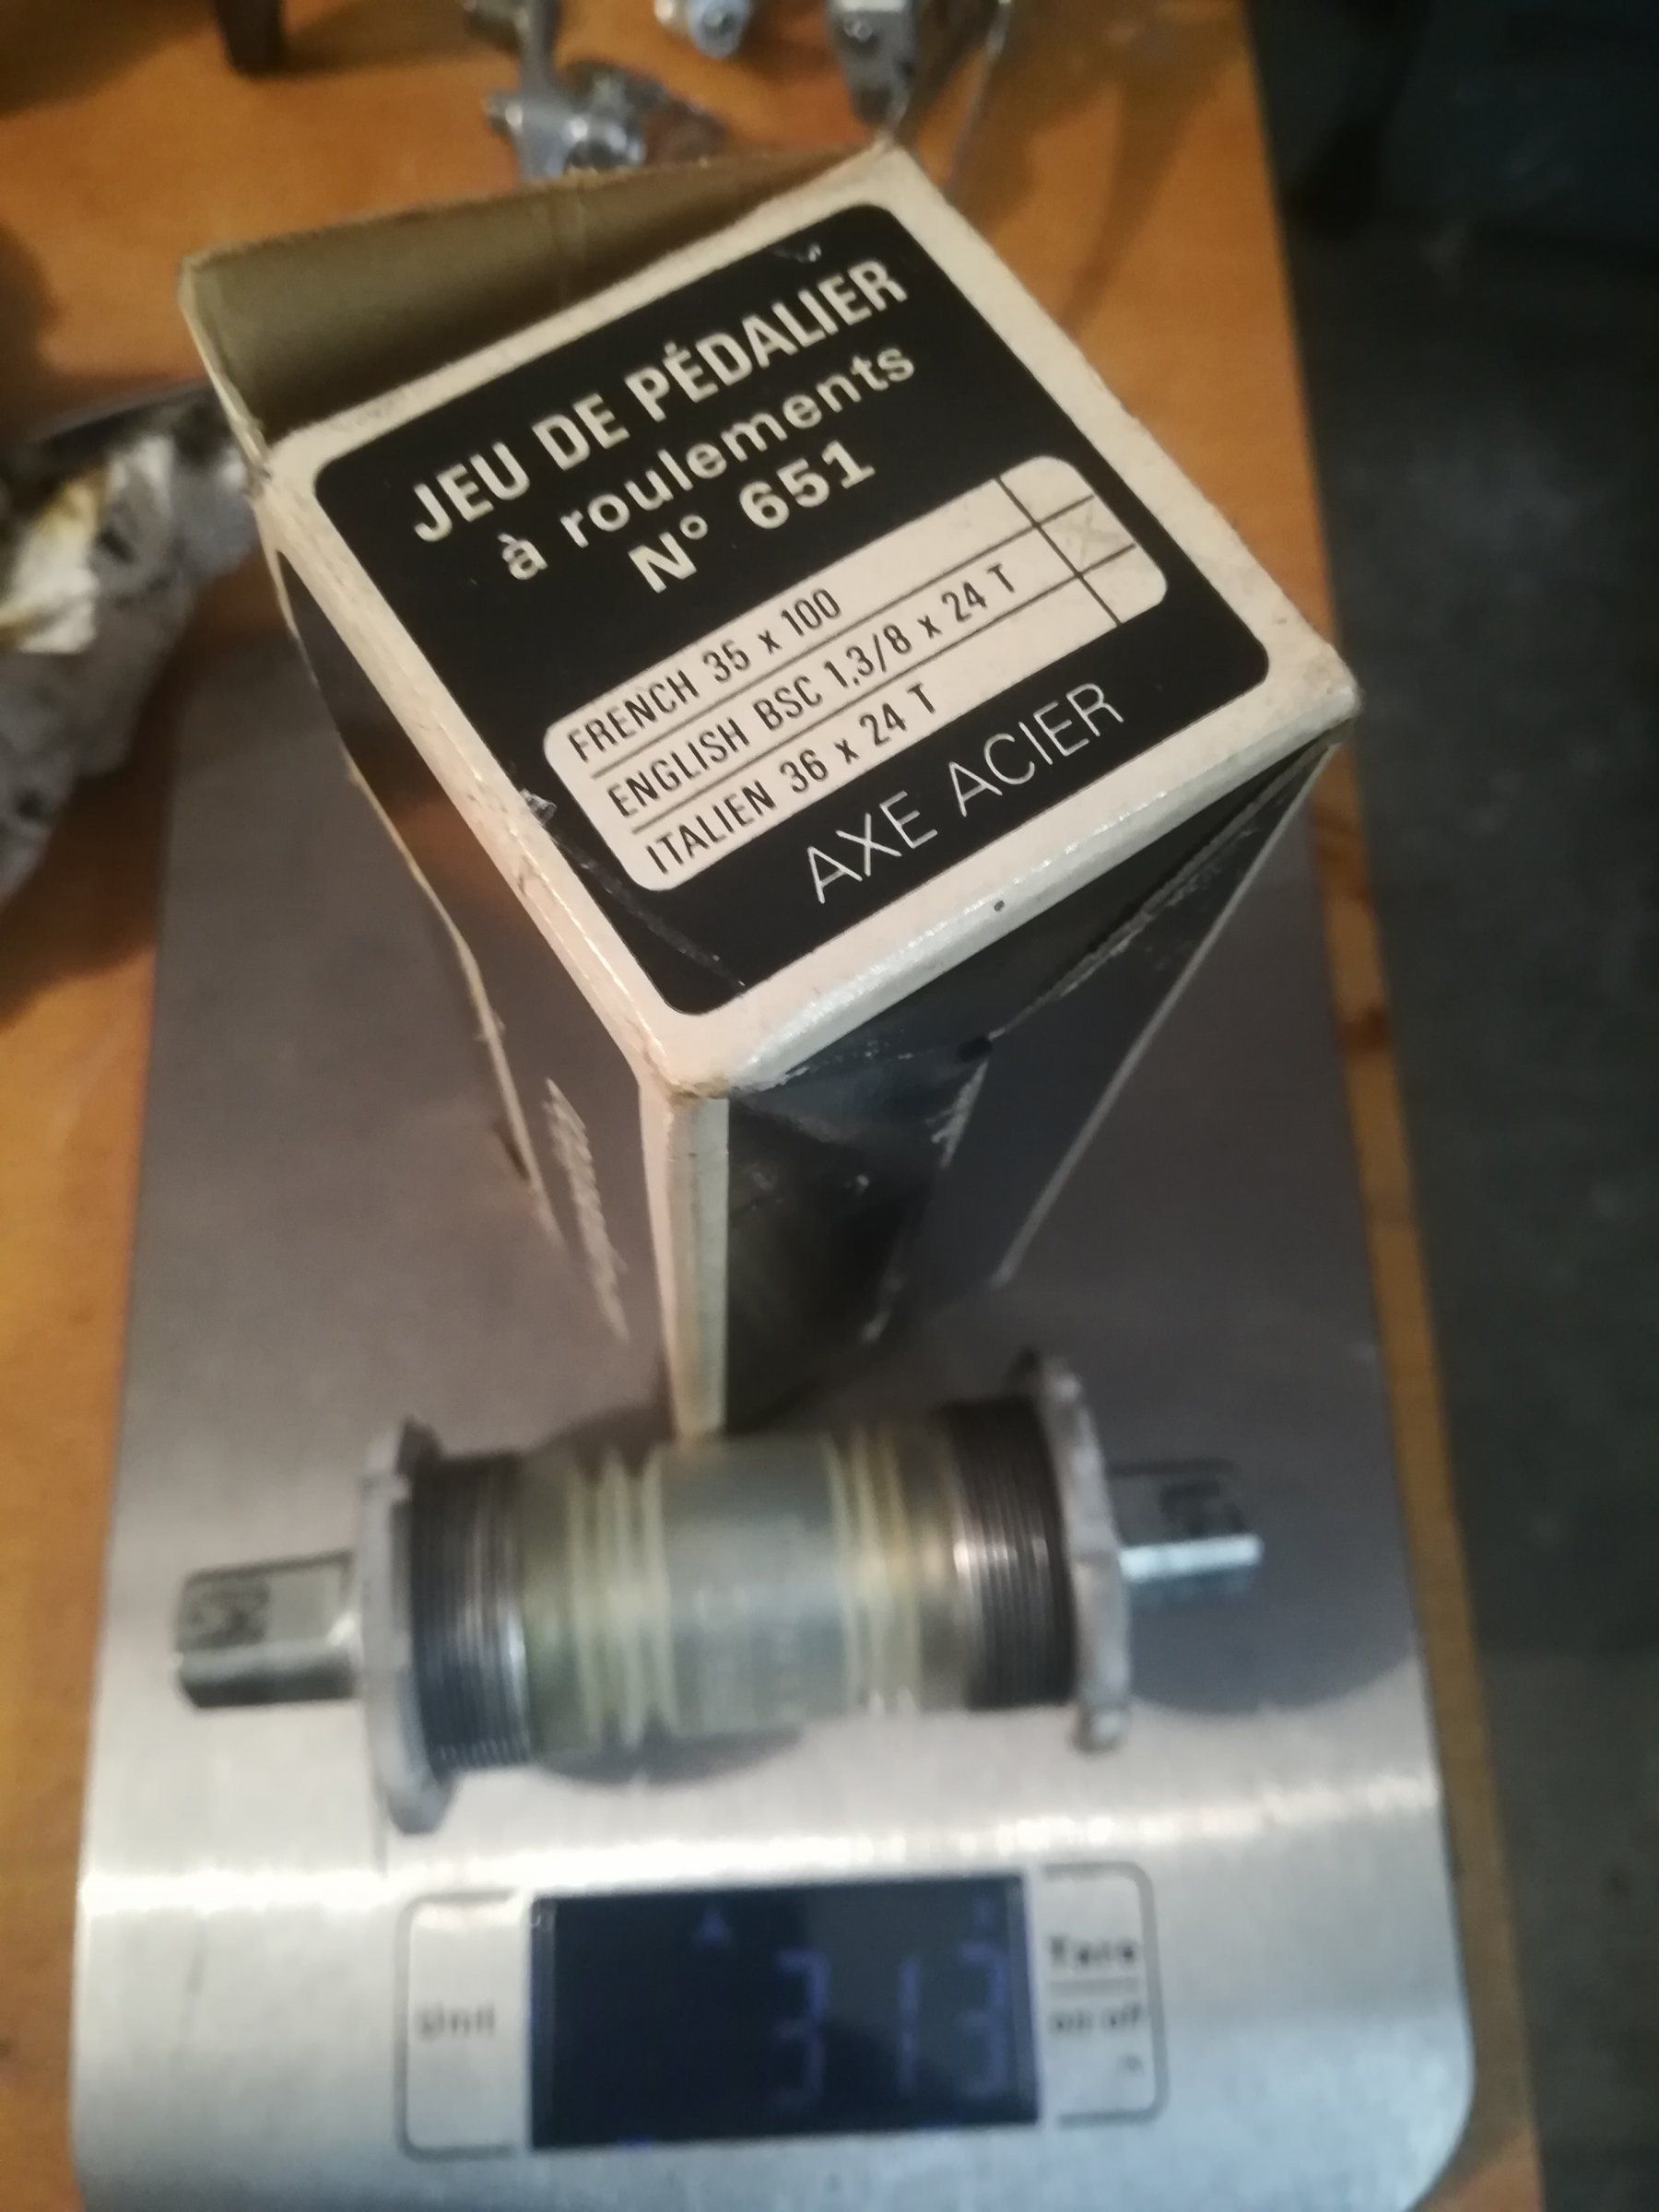 JEU DE PÉDALIER
à roulements
N° 651
FRENCH 35 x 100
ENGLISH BSC 1,3/8 x 24 T
ITALIEN 36 x 24 T
AXE ACIER
Unit
313
Tare
on·off